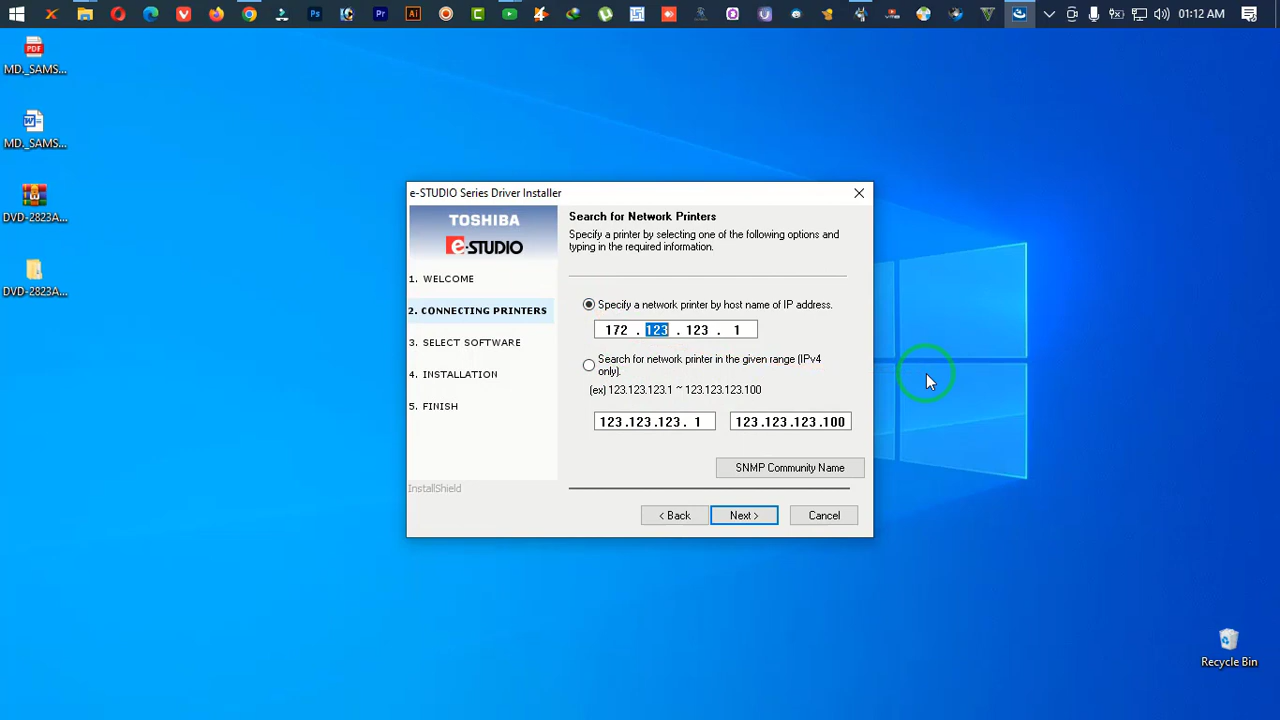 01:12 AM
MD._SAMS...
MD._SAMS...
DVD-2823A...
DVD-2823A...
e-STUDIO Series Driver Installer
TOSHIBA
e-STUDIO
1. WELCOME
2. CONNECTING PRINTERS
3. SELECT SOFTWARE
4. INSTALLATION
5. FINISH
InstallShield
Search for Network Printers
Specify a printer by selecting one of the following options and
typing in the required information.
Specify a network printer by host name of IP address.
172 . 123 . 123 . 1
Search for network printer in the given range (IPv4
only).
(ex) 123.123.123.1 ~ 123.123.123.100
123.123.123. 1 123.123.123.100
SNMP Community Name
< Back Next > Cancel
Recycle Bin